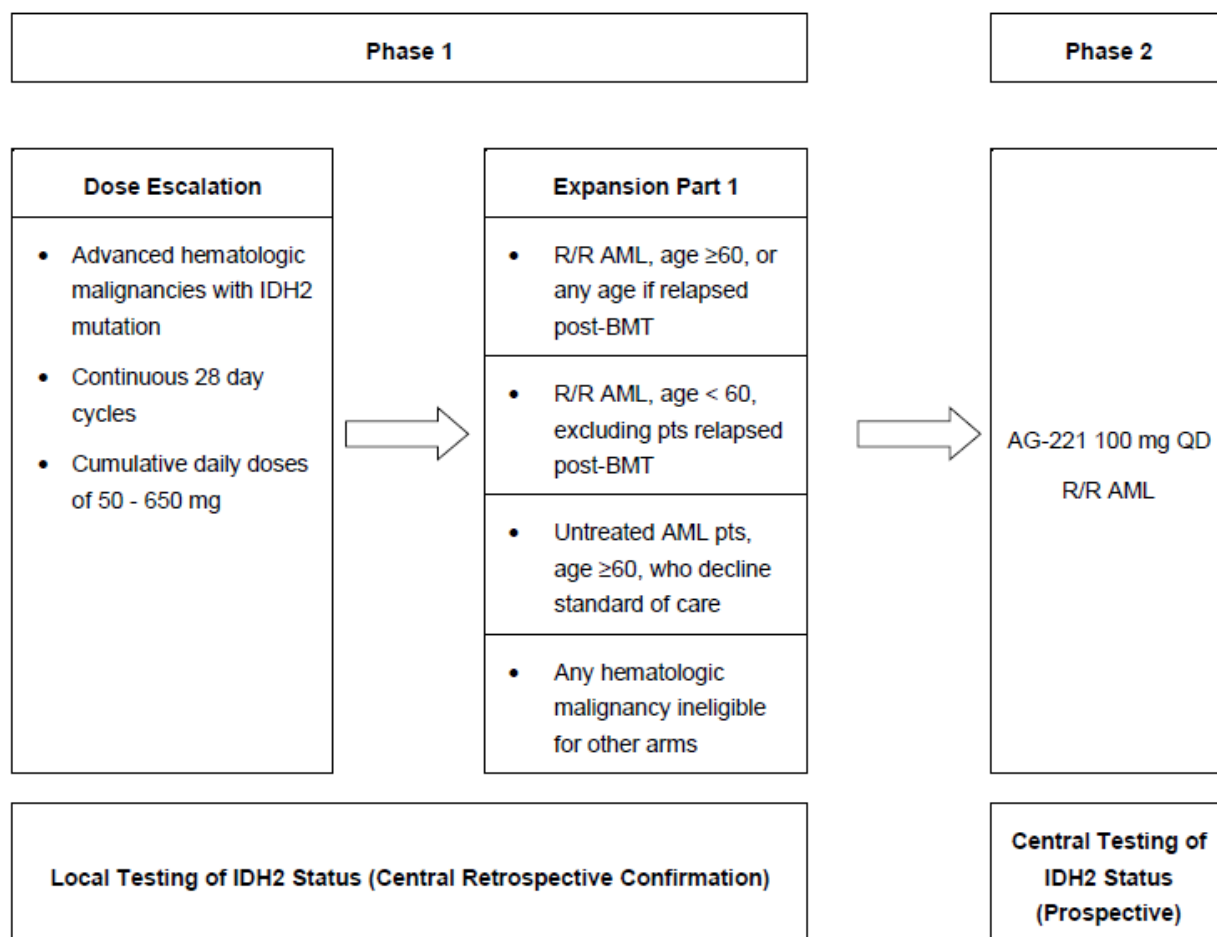 Phase 1
Phase 2
Dose Escalation
• Advanced hematologic
malignancies with IDH2
mutation
• Continuous 28 day
cycles
• Cumulative daily doses
of 50 - 650 mg
Expansion Part 1
• R/R AML, age ≥60, or
any age if relapsed
post-BMT
• R/R AML, age < 60,
excluding pts relapsed
post-BMT
• Untreated AML pts,
age ≥60, who decline
standard of care
• Any hematologic
malignancy ineligible
for other arms
AG-221 100 mg QD
R/R AML
Local Testing of IDH2 Status (Central Retrospective Confirmation)
Central Testing of
IDH2 Status
(Prospective)